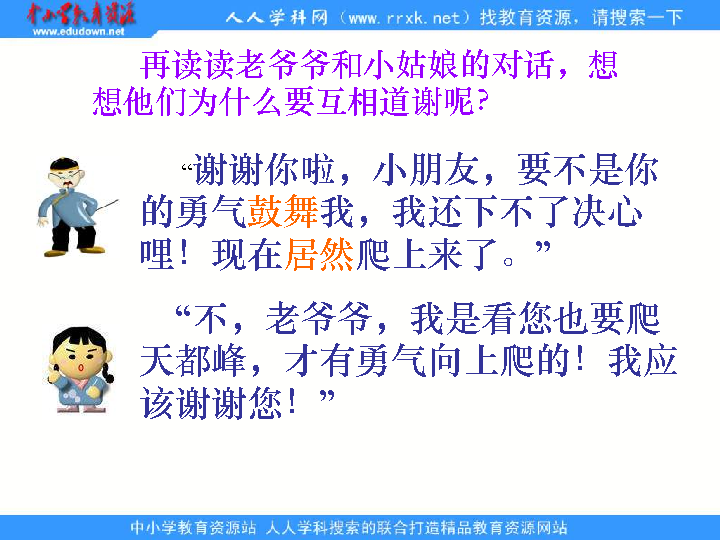 中小学教育资源
www.edudown.net
人人学科网（www.rrxk.net）找教育资源，请搜索一下
再读读老爷爷和小姑娘的对话，想
想他们为什么要互相道谢呢？
“谢谢你啦，小朋友，要不是你
的勇气鼓舞我，我还下不了决心
哩！现在居然爬上来了。”
“不，老爷爷，我是看您也要爬
天都峰，才有勇气向上爬的！我应
该谢谢您！”
中小学教育资源站 人人学科搜索的联合打造精品教育资源网站